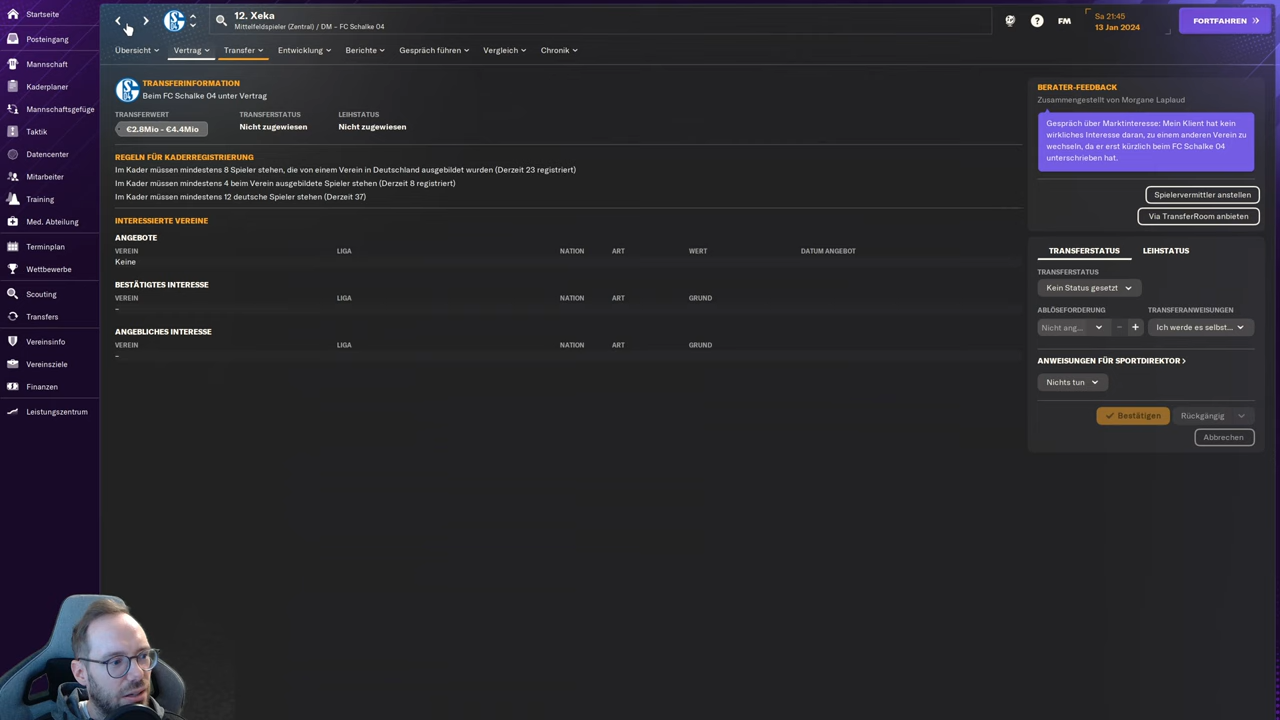 Startseite
Posteingang
Mannschaft
Kaderplaner
Mannschaftsgefüge
Taktik
Datencenter
Mitarbeiter
Training
Med. Abteilung
Terminplan
Wettbewerbe
Scouting
Transfers
Vereinsinfo
Vereinsziele
Finanzen
Leistungszentrum
12. Xeka
Mittelfeldspieler (Zentral) / DM – FC Schalke 04
FM
Sa 21:45
13 Jan 2024
FORTFAHREN
Übersicht
Vertrag
Transfer
Entwicklung
Berichte
Gespräch führen
Vergleich
Chronik
TRANSFERINFORMATION
Beim FC Schalke 04 unter Vertrag
TRANSFERWERT
TRANSFERSTATUS
LEIHSTATUS
€2.8Mio - €4.4Mio
Nicht zugewiesen
Nicht zugewiesen
REGELN FÜR KADERREGISTRIERUNG
Im Kader müssen mindestens 8 Spieler stehen, die von einem Verein in Deutschland ausgebildet wurden (Derzeit 23 registriert)
Im Kader müssen mindestens 4 beim Verein ausgebildete Spieler stehen (Derzeit 8 registriert)
Im Kader müssen mindestens 12 deutsche Spieler stehen (Derzeit 37)
INTERESSIERTE VEREINE
ANGEBOTE
VEREIN LIGA NATION ART WERT DATUM ANGEBOT
Keine
BESTÄTIGTES INTERESSE
VEREIN LIGA NATION ART GRUND
–
ANGEBLICHES INTERESSE
VEREIN LIGA NATION ART GRUND
–
BERATER-FEEDBACK
Zusammengestellt von Morgane Laplaud
Gespräch über Marktinteresse: Mein Klient hat kein
wirkliches Interesse daran, zu einem anderen Verein zu
wechseln, da er erst kürzlich beim FC Schalke 04
unterschrieben hat.
Spielervermittler anstellen
Via TransferRoom anbieten
TRANSFERSTATUS LEIHSTATUS
TRANSFERSTATUS
Kein Status gesetzt
ABLÖSEFORDERUNG TRANSFERANWEISUNGEN
Nicht ang... – + Ich werde es selbst...
ANWEISUNGEN FÜR SPORTDIREKTOR >
Nichts tun
Bestätigen Rückgängig
Abbrechen